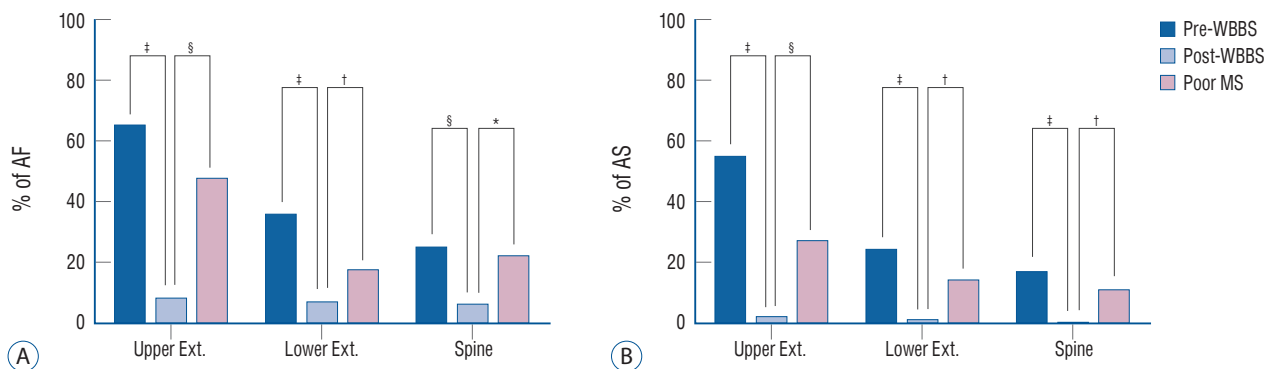 % of AF
100
80
60
40
20
0
‡ § ‡ † § *
Upper Ext. Lower Ext. Spine
A
% of AS
100
80
60
40
20
0
‡ § ‡ † ‡ †
Upper Ext. Lower Ext. Spine
B
Pre-WBBS
Post-WBBS
Poor MS